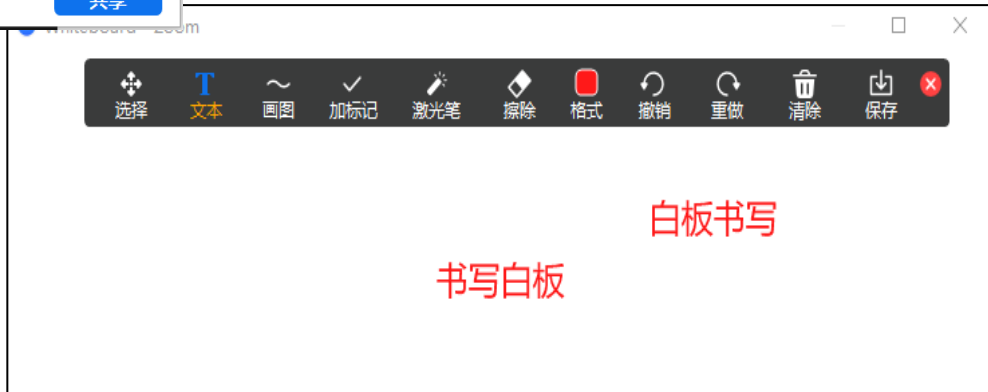 共享
Whiteboard - Zoom
选择 文本 画图 加标记 激光笔 擦除 格式 撤销 重做 清除 保存
白板书写
书写白板